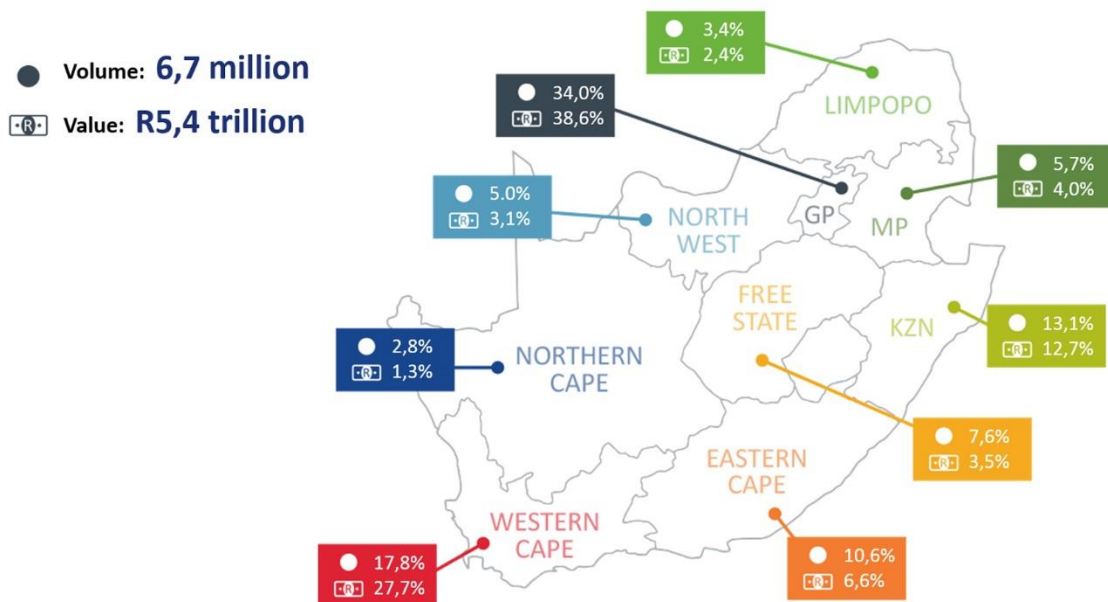 Volume: 6,7 million
Value: R5,4 trillion
3,4%
2,4%
LIMPOPO
34,0%
38,6%
5,7%
4,0%
5.0%
3,1%
NORTH
WEST
GP
MP
FREE
STATE
KZN
13,1%
12,7%
2,8%
1,3%
NORTHERN
CAPE
7,6%
3,5%
EASTERN
CAPE
WESTERN
CAPE
17,8%
27,7%
10,6%
6,6%